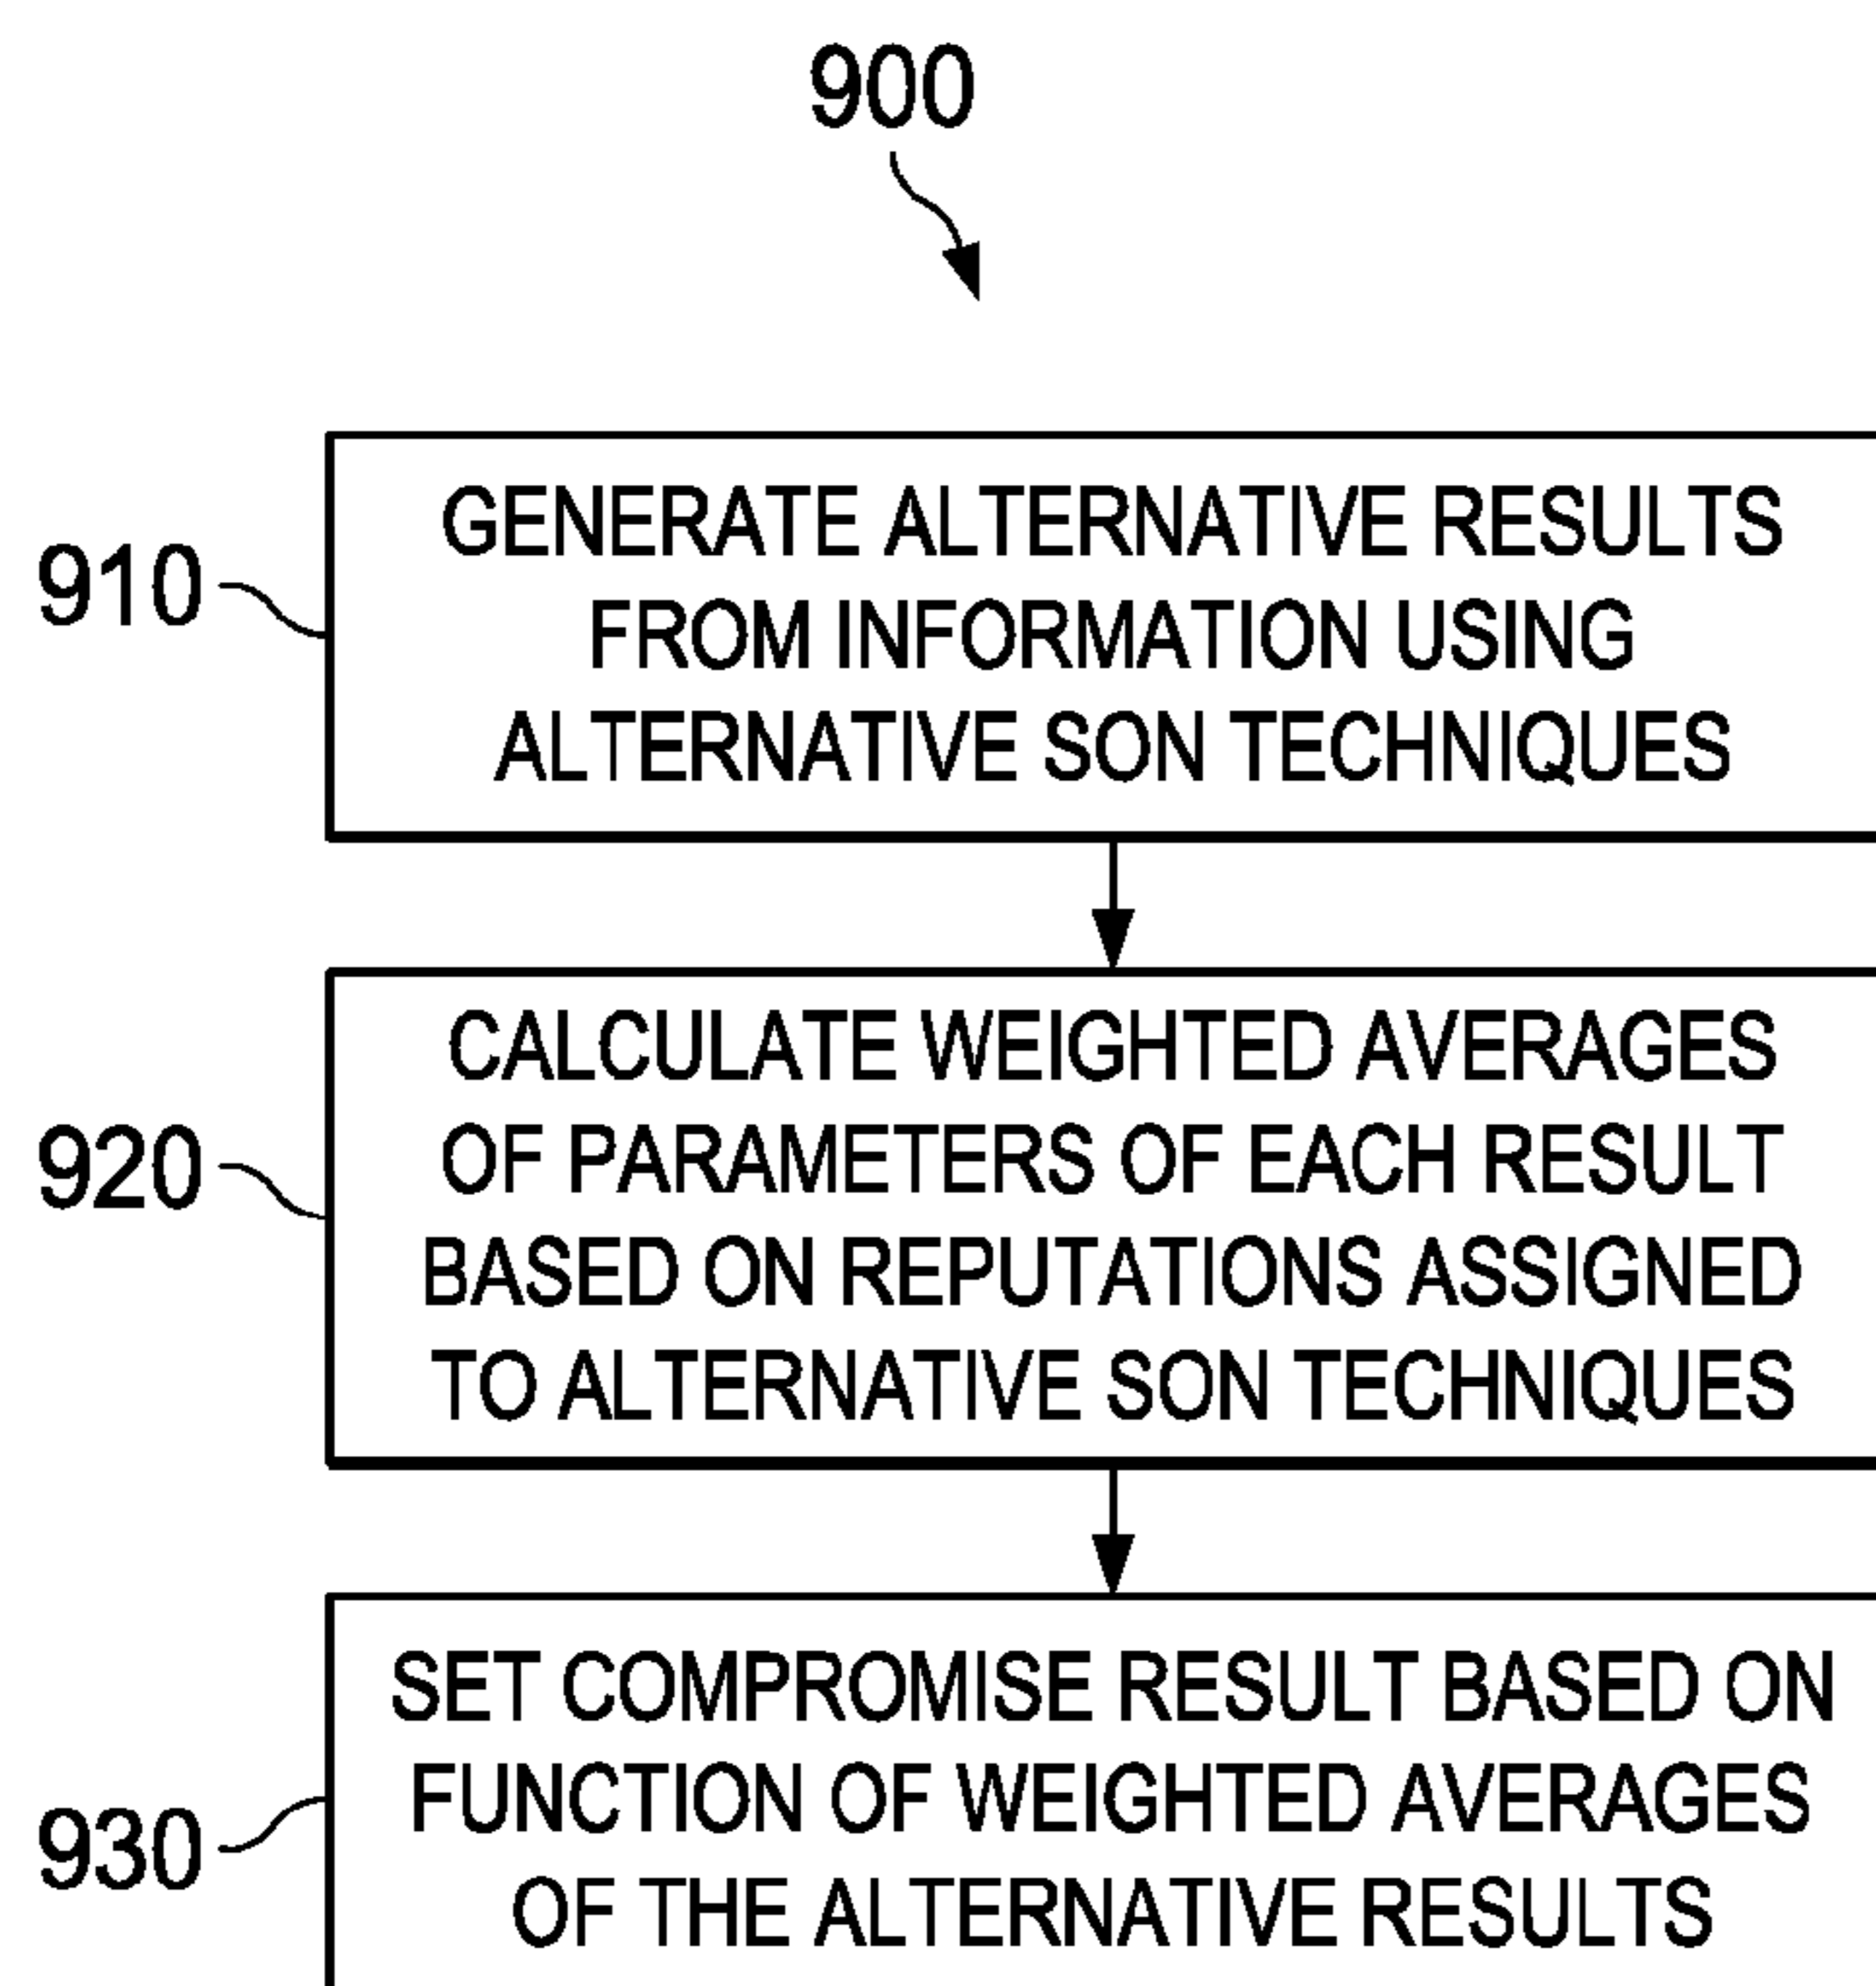 900
910
GENERATE ALTERNATIVE RESULTS
FROM INFORMATION USING
ALTERNATIVE SON TECHNIQUES
920
CALCULATE WEIGHTED AVERAGES
OF PARAMETERS OF EACH RESULT
BASED ON REPUTATIONS ASSIGNED
TO ALTERNATIVE SON TECHNIQUES
930
SET COMPROMISE RESULT BASED ON
FUNCTION OF WEIGHTED AVERAGES
OF THE ALTERNATIVE RESULTS